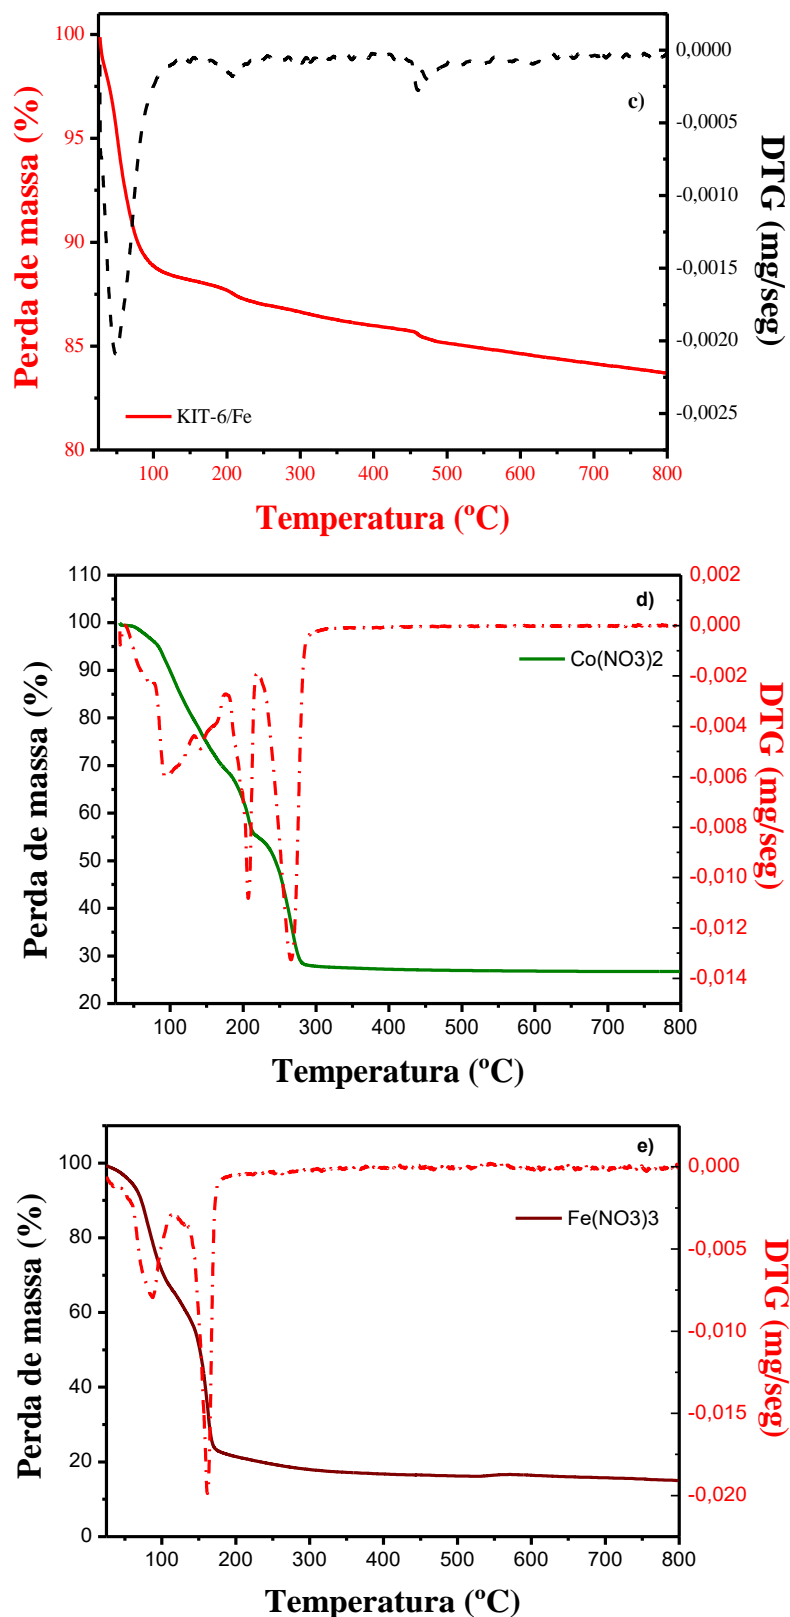 100
95
90
85
80
Perda de massa (%)
c)
KIT-6/Fe
0,0000
-0,0005
-0,0010
-0,0015
-0,0020
-0,0025
DTG (mg/seg)
100 200 300 400 500 600 700 800
Temperatura (ºC)
110
100
90
80
70
60
50
40
30
20
Perda de massa (%)
d)
Co(NO3)2
0,002
0,000
-0,002
-0,004
-0,006
-0,008
-0,010
-0,012
-0,014
DTG (mg/seg)
100 200 300 400 500 600 700 800
Temperatura (ºC)
100
80
60
40
20
0
Perda de massa (%)
e)
Fe(NO3)3
0,000
-0,005
-0,010
-0,015
-0,020
DTG (mg/seg)
100 200 300 400 500 600 700 800
Temperatura (ºC)